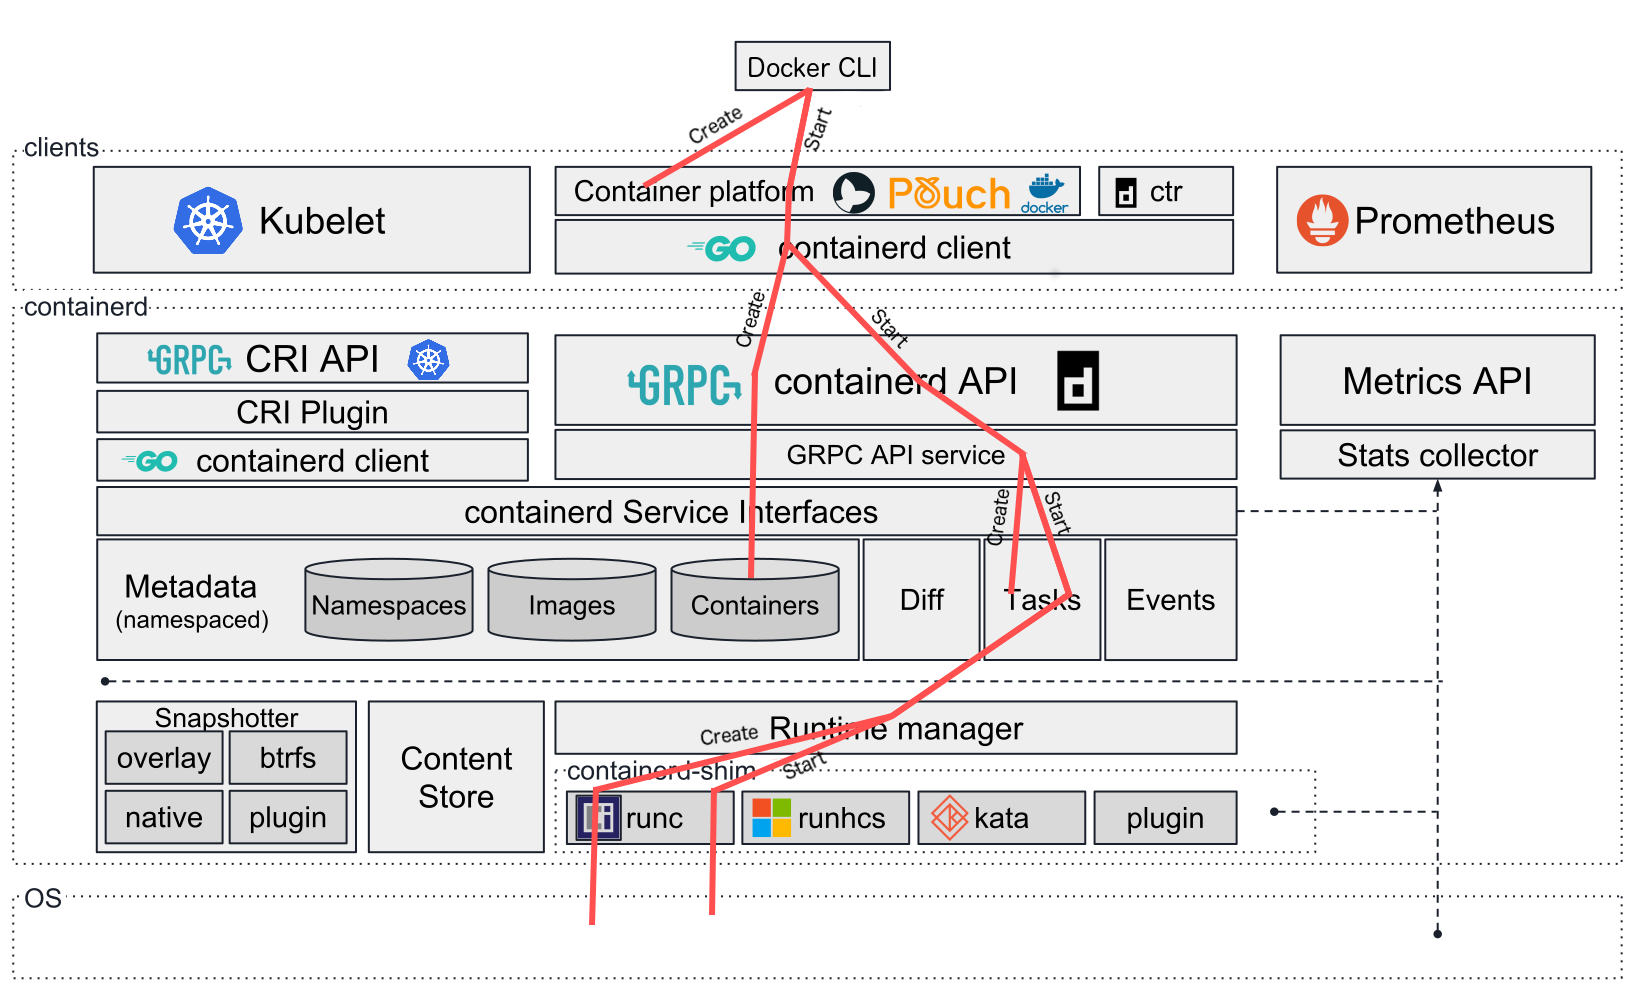 Docker CLI
Create
Start
clients
Kubelet
Container platform
Pouch
docker
ctr
GO
containerd client
Prometheus
containerd
Create
Start
GRPC
CRI API
CRI Plugin
GO
containerd client
GRPC
containerd API
d
GRPC API service
Metrics API
Stats collector
containerd Service Interfaces
Create
Start
Metadata
(namespaced)
Namespaces
Images
Containers
Diff
Tasks
Events
Snapshotter
overlay
btrfs
native
plugin
Content
Store
Runtime manager
Create
Start
containerd-shim
runc
runhcs
kata
plugin
OS